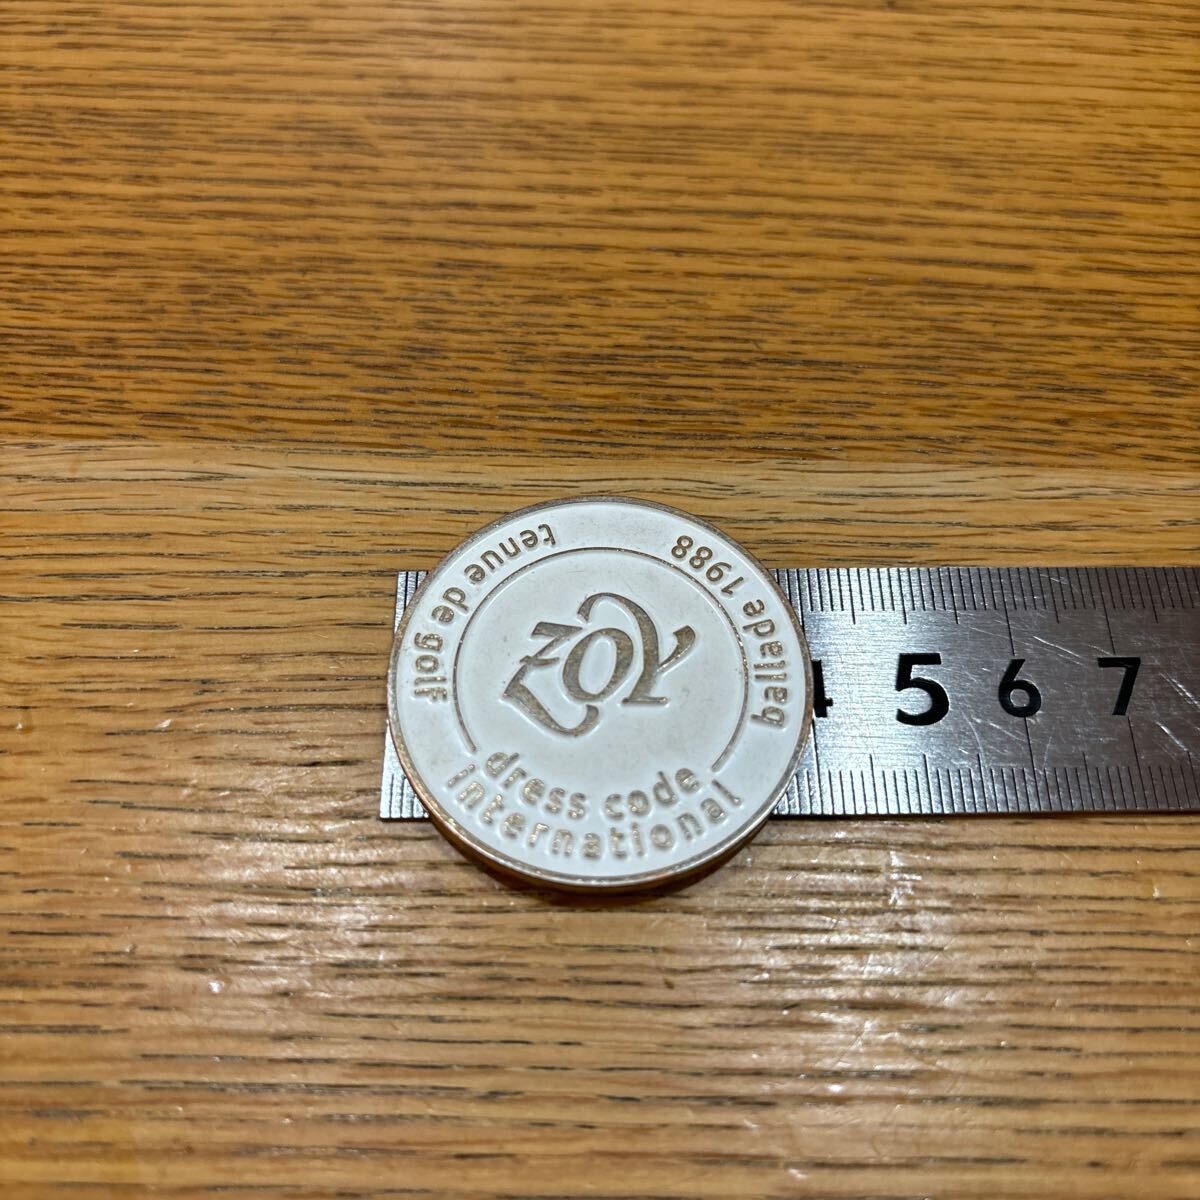 tenue de golf
ballade 1988
ZOY
dress code
international
4 5 6 7